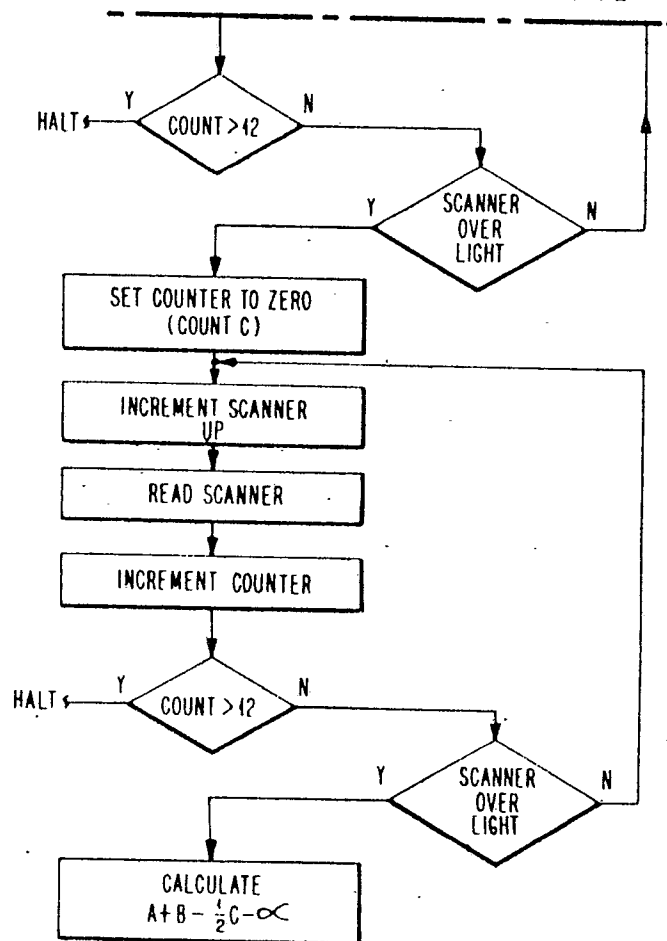 Y
N
HALT
COUNT > 12
Y
SCANNER
OVER
LIGHT
N
SET COUNTER TO ZERO
(COUNT C)
INCREMENT SCANNER
UP
READ SCANNER
INCREMENT COUNTER
Y
N
HALT
COUNT > 12
Y
SCANNER
OVER
LIGHT
N
CALCULATE
A+B - ½C - ∝